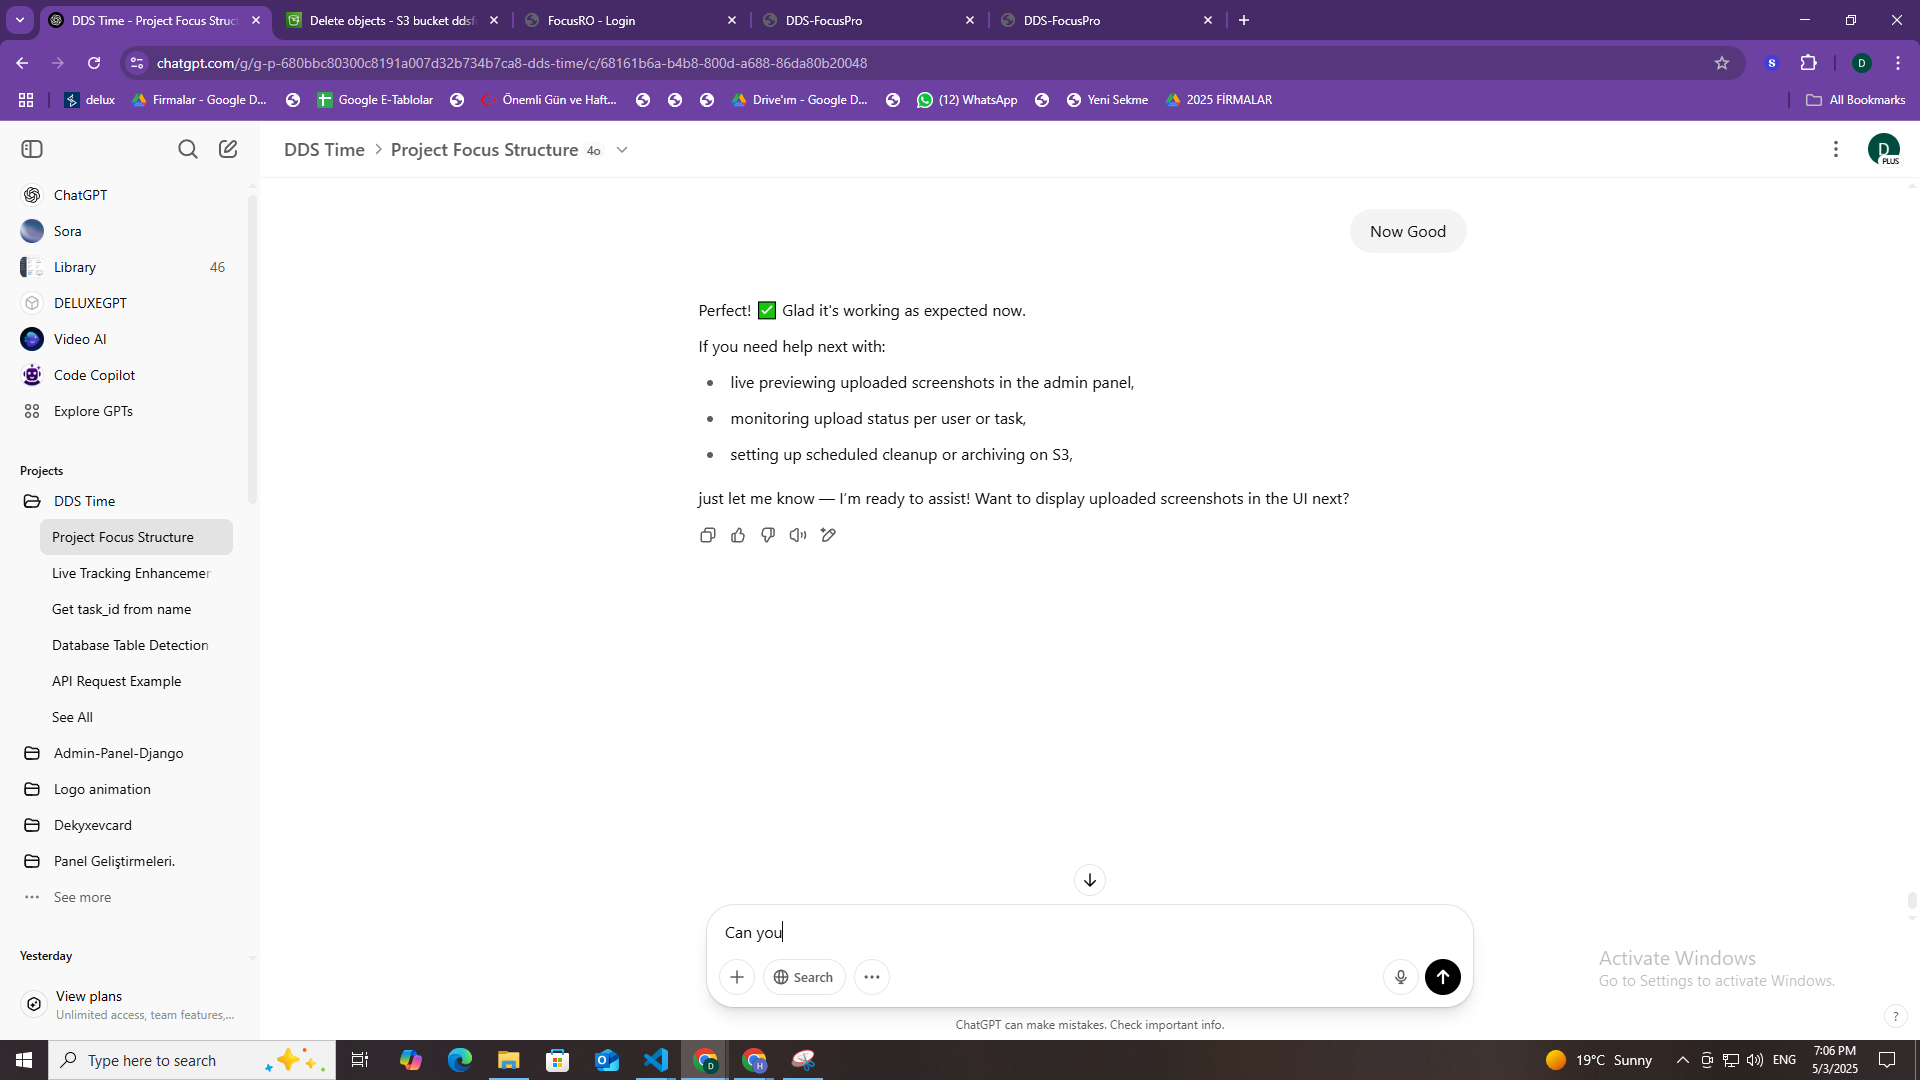 DDS Time - Project Focus Struct
Delete objects - S3 bucket ddsf
FocusRO - Login
DDS-FocusPro
DDS-FocusPro
chatgpt.com/g/g-p-680bbc80300c8191a007d32b734b7ca8-dds-time/c/68161b6a-b4b8-800d-a688-86da80b20048
S
D
delux
Firmalar - Google D...
Google E-Tablolar
Önemli Gün ve Haft...
Drive'ım - Google D...
(12) WhatsApp
Yeni Sekme
2025 FİRMALAR
All Bookmarks
DDS Time
Project Focus Structure 4o
D
PLUS
ChatGPT
Sora
Library 46
DELUXEGPT
Video AI
Code Copilot
Explore GPTs
Projects
DDS Time
Project Focus Structure
Live Tracking Enhancemer
Get task_id from name
Database Table Detection
API Request Example
See All
Admin-Panel-Django
Logo animation
Dekyxevcard
Panel Geliştirmeleri.
See more
Yesterday
View plans
Unlimited access, team features,...
Now Good
Perfect! ✅ Glad it's working as expected now.
If you need help next with:
• live previewing uploaded screenshots in the admin panel,
• monitoring upload status per user or task,
• setting up scheduled cleanup or archiving on S3,
just let me know — I'm ready to assist! Want to display uploaded screenshots in the UI next?
Can you
Search
ChatGPT can make mistakes. Check important info.
Activate Windows
Go to Settings to activate Windows.
?
Type here to search
D
H
19°C Sunny
ENG
7:06 PM
5/3/2025